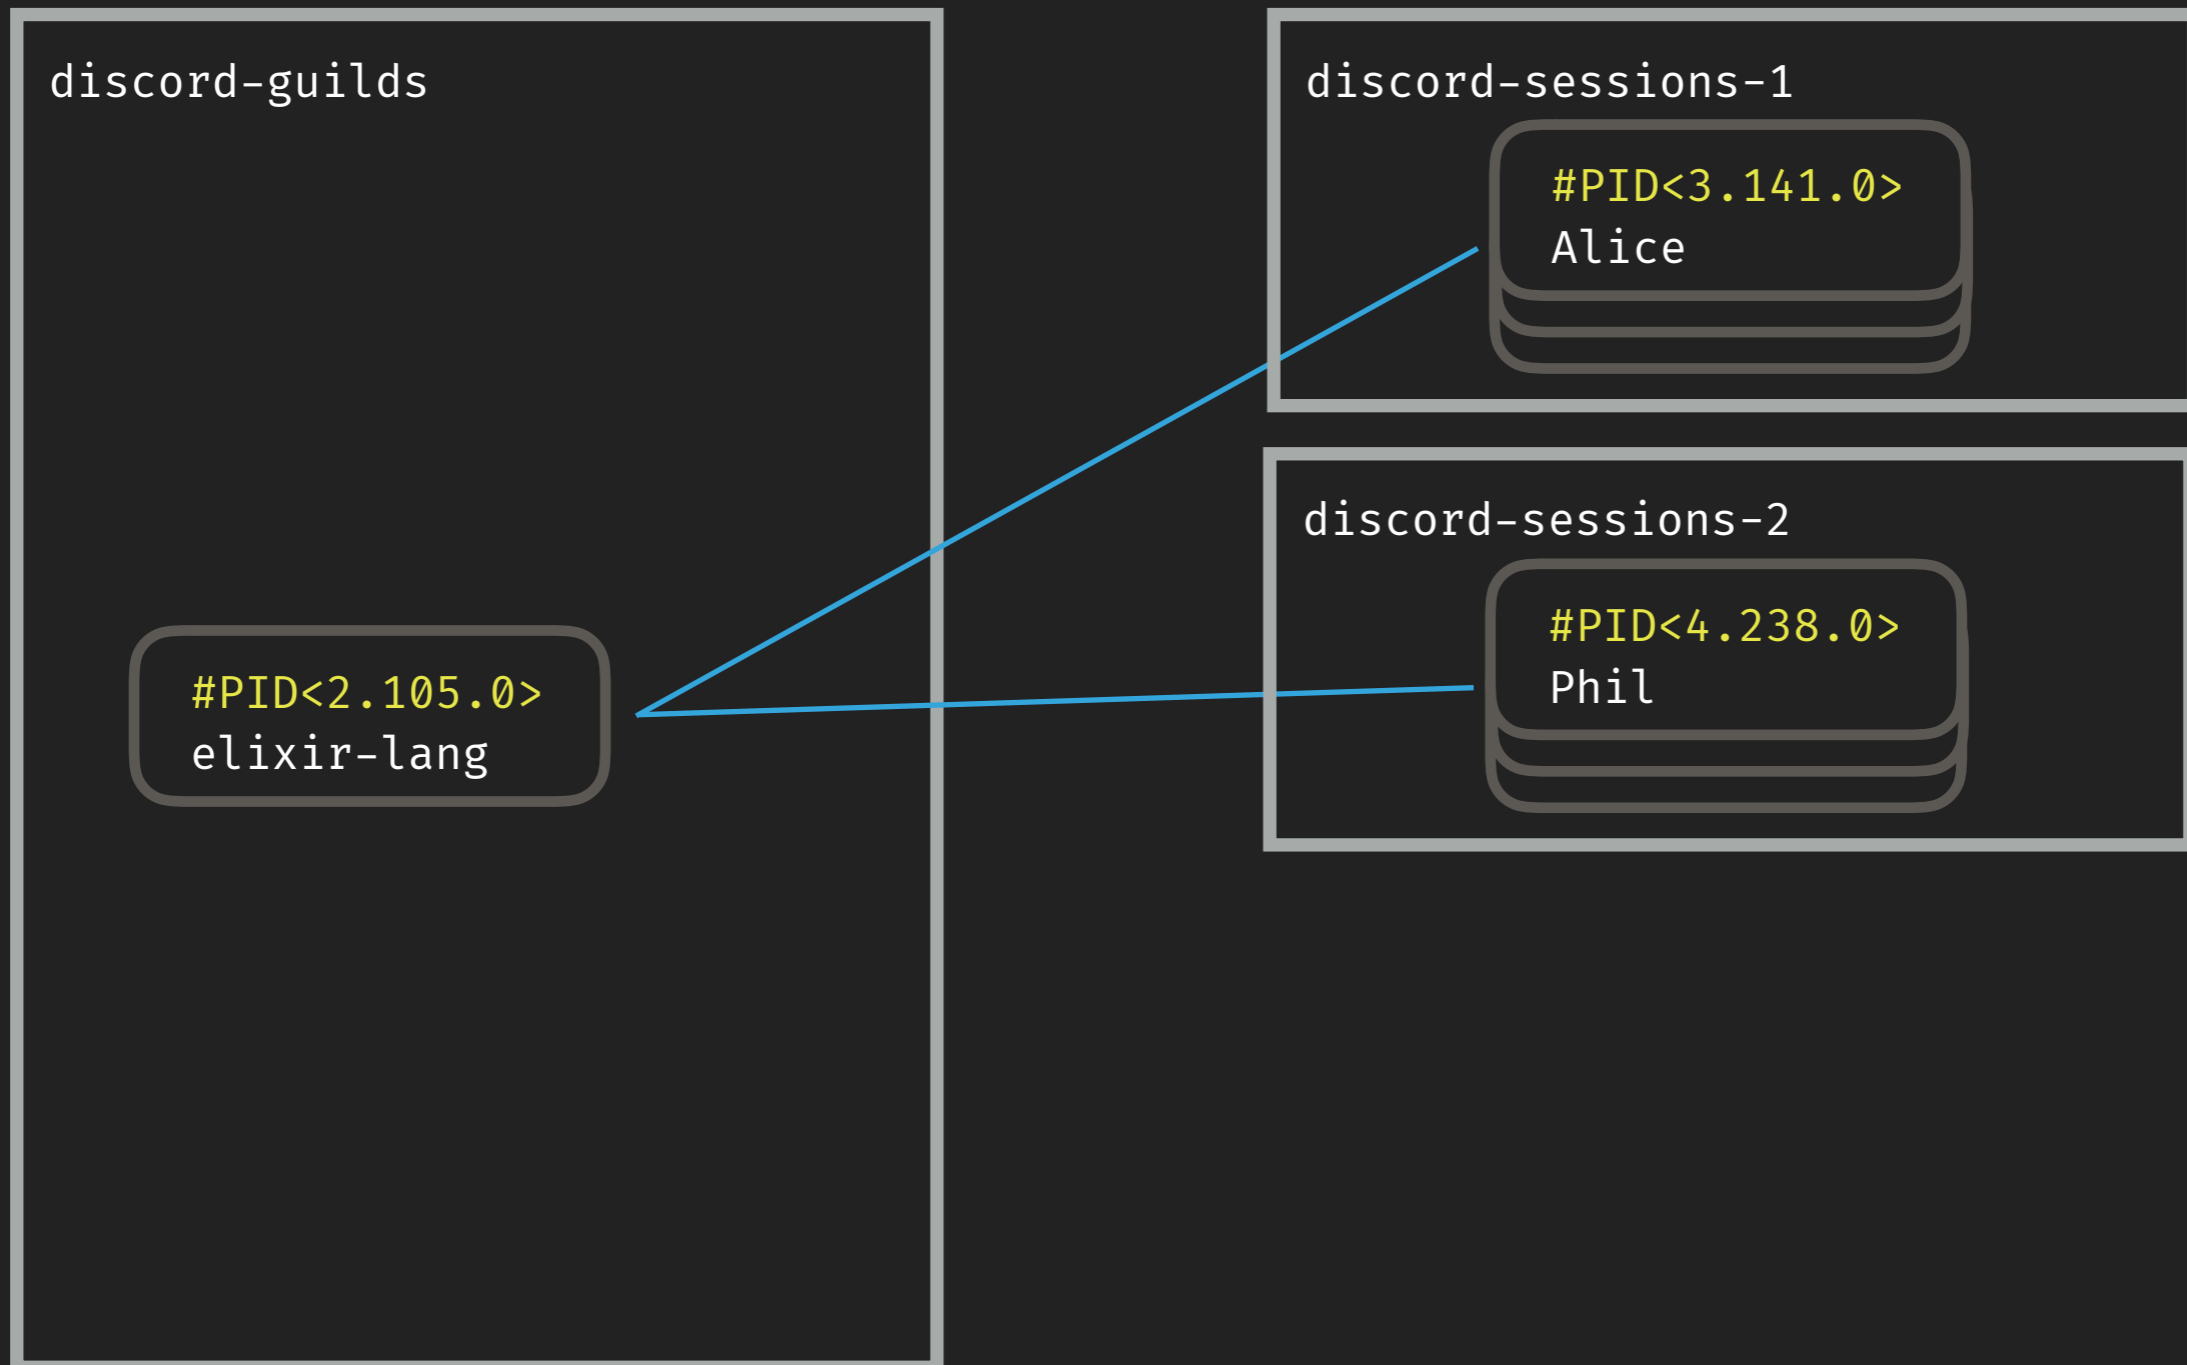 discord-guilds
#PID<2.105.0>
elixir-lang
discord-sessions-1
#PID<3.141.0>
Alice
discord-sessions-2
#PID<4.238.0>
Phil